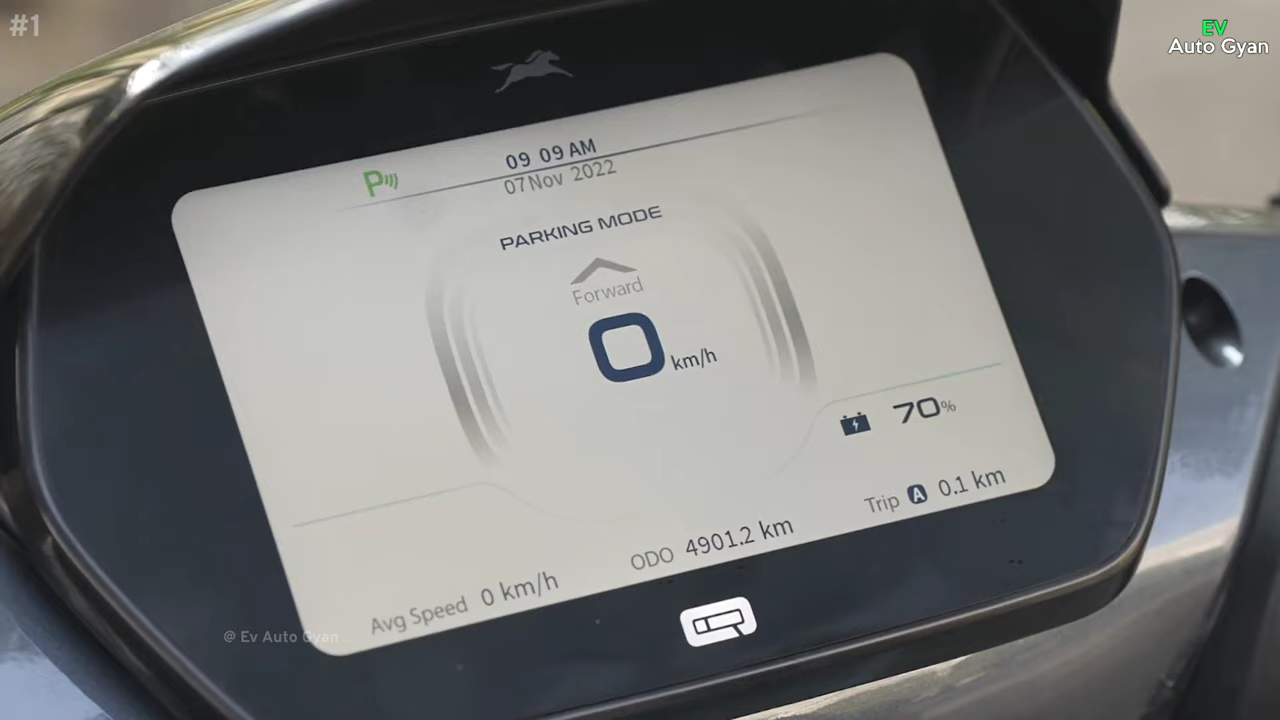 #1
EV
Auto Gyan
P
09 09 AM
07 Nov 2022
PARKING MODE
Forward
0 km/h
70%
Trip A 0.1 km
ODO 4901.2 km
Avg Speed 0 km/h
@ Ev Auto Gyan